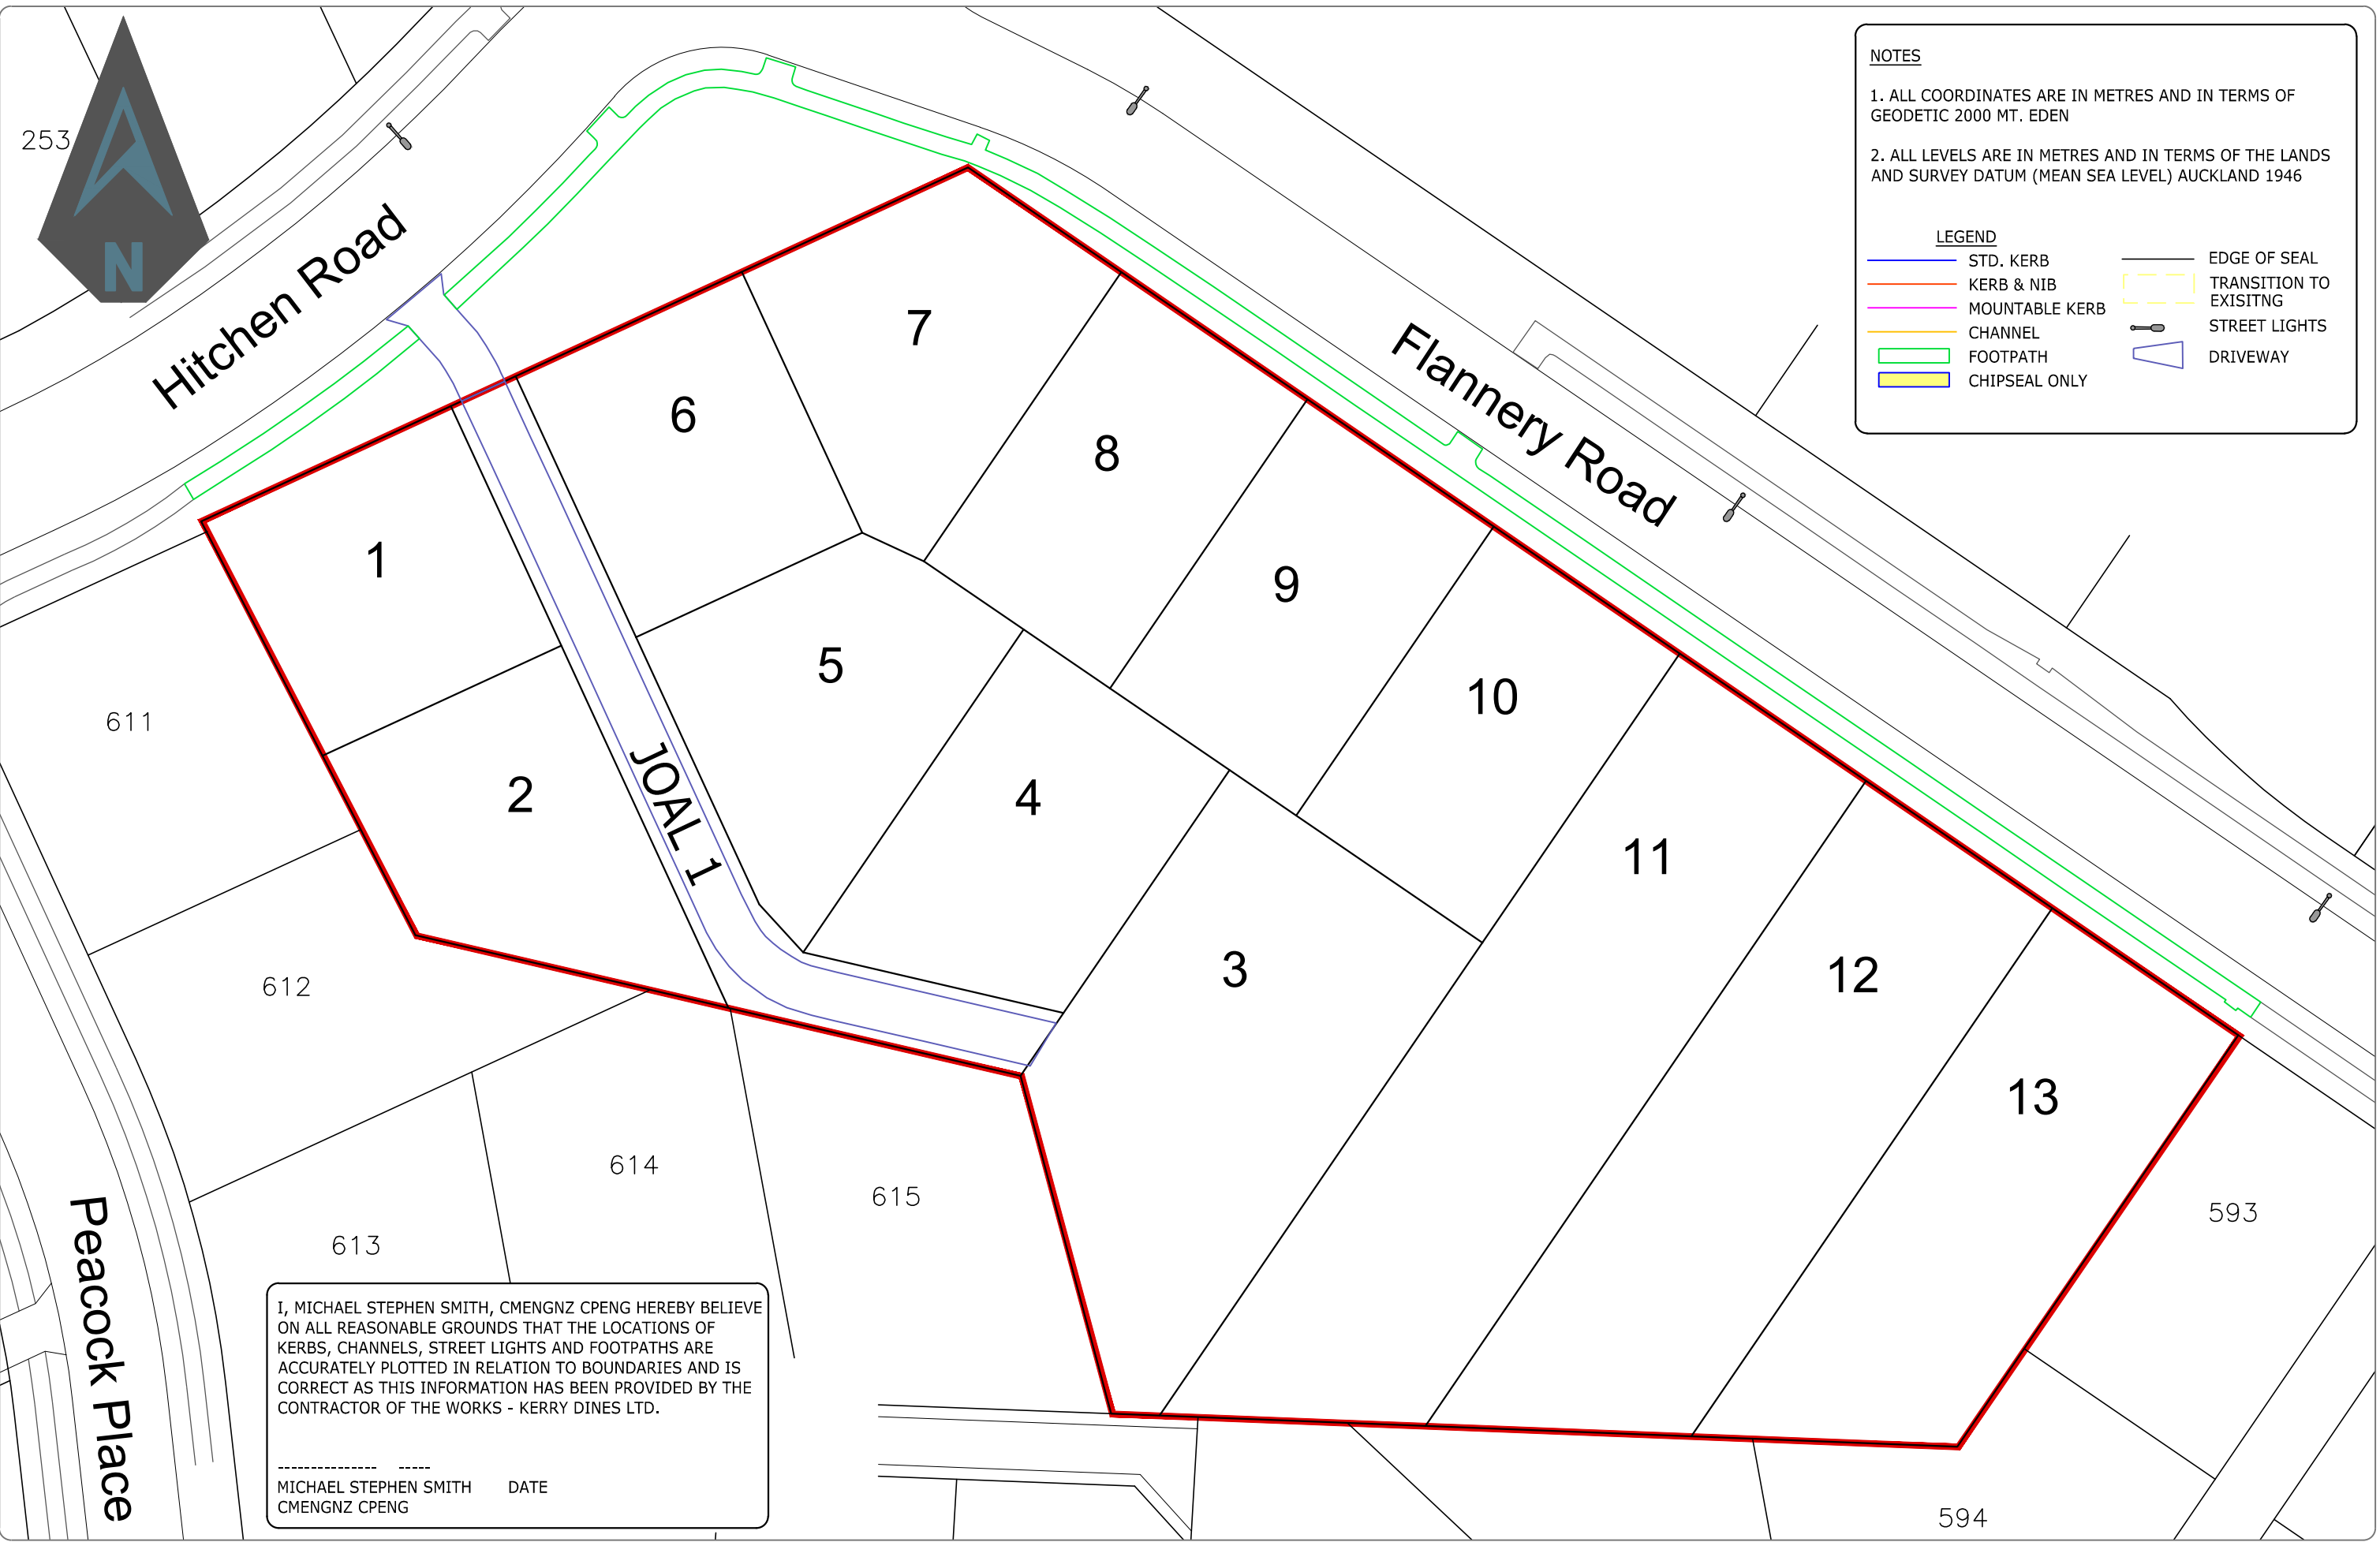 253
N
Hitchen Road
Flannery Road
NOTES
1. ALL COORDINATES ARE IN METRES AND IN TERMS OF
GEODETIC 2000 MT. EDEN
2. ALL LEVELS ARE IN METRES AND IN TERMS OF THE LANDS
AND SURVEY DATUM (MEAN SEA LEVEL) AUCKLAND 1946
LEGEND
STD. KERB
KERB & NIB
MOUNTABLE KERB
CHANNEL
FOOTPATH
CHIPSEAL ONLY
EDGE OF SEAL
TRANSITION TO
EXISITNG
STREET LIGHTS
DRIVEWAY
7
6
8
1
9
5
10
611
2
JOAL 1
4
11
3
12
612
13
614
615
593
613
Peacock Place
I, MICHAEL STEPHEN SMITH, CMENGNZ CPENG HEREBY BELIEVE
ON ALL REASONABLE GROUNDS THAT THE LOCATIONS OF
KERBS, CHANNELS, STREET LIGHTS AND FOOTPATHS ARE
ACCURATELY PLOTTED IN RELATION TO BOUNDARIES AND IS
CORRECT AS THIS INFORMATION HAS BEEN PROVIDED BY THE
CONTRACTOR OF THE WORKS - KERRY DINES LTD.
--------------- -----
MICHAEL STEPHEN SMITH DATE
CMENGNZ CPENG
594